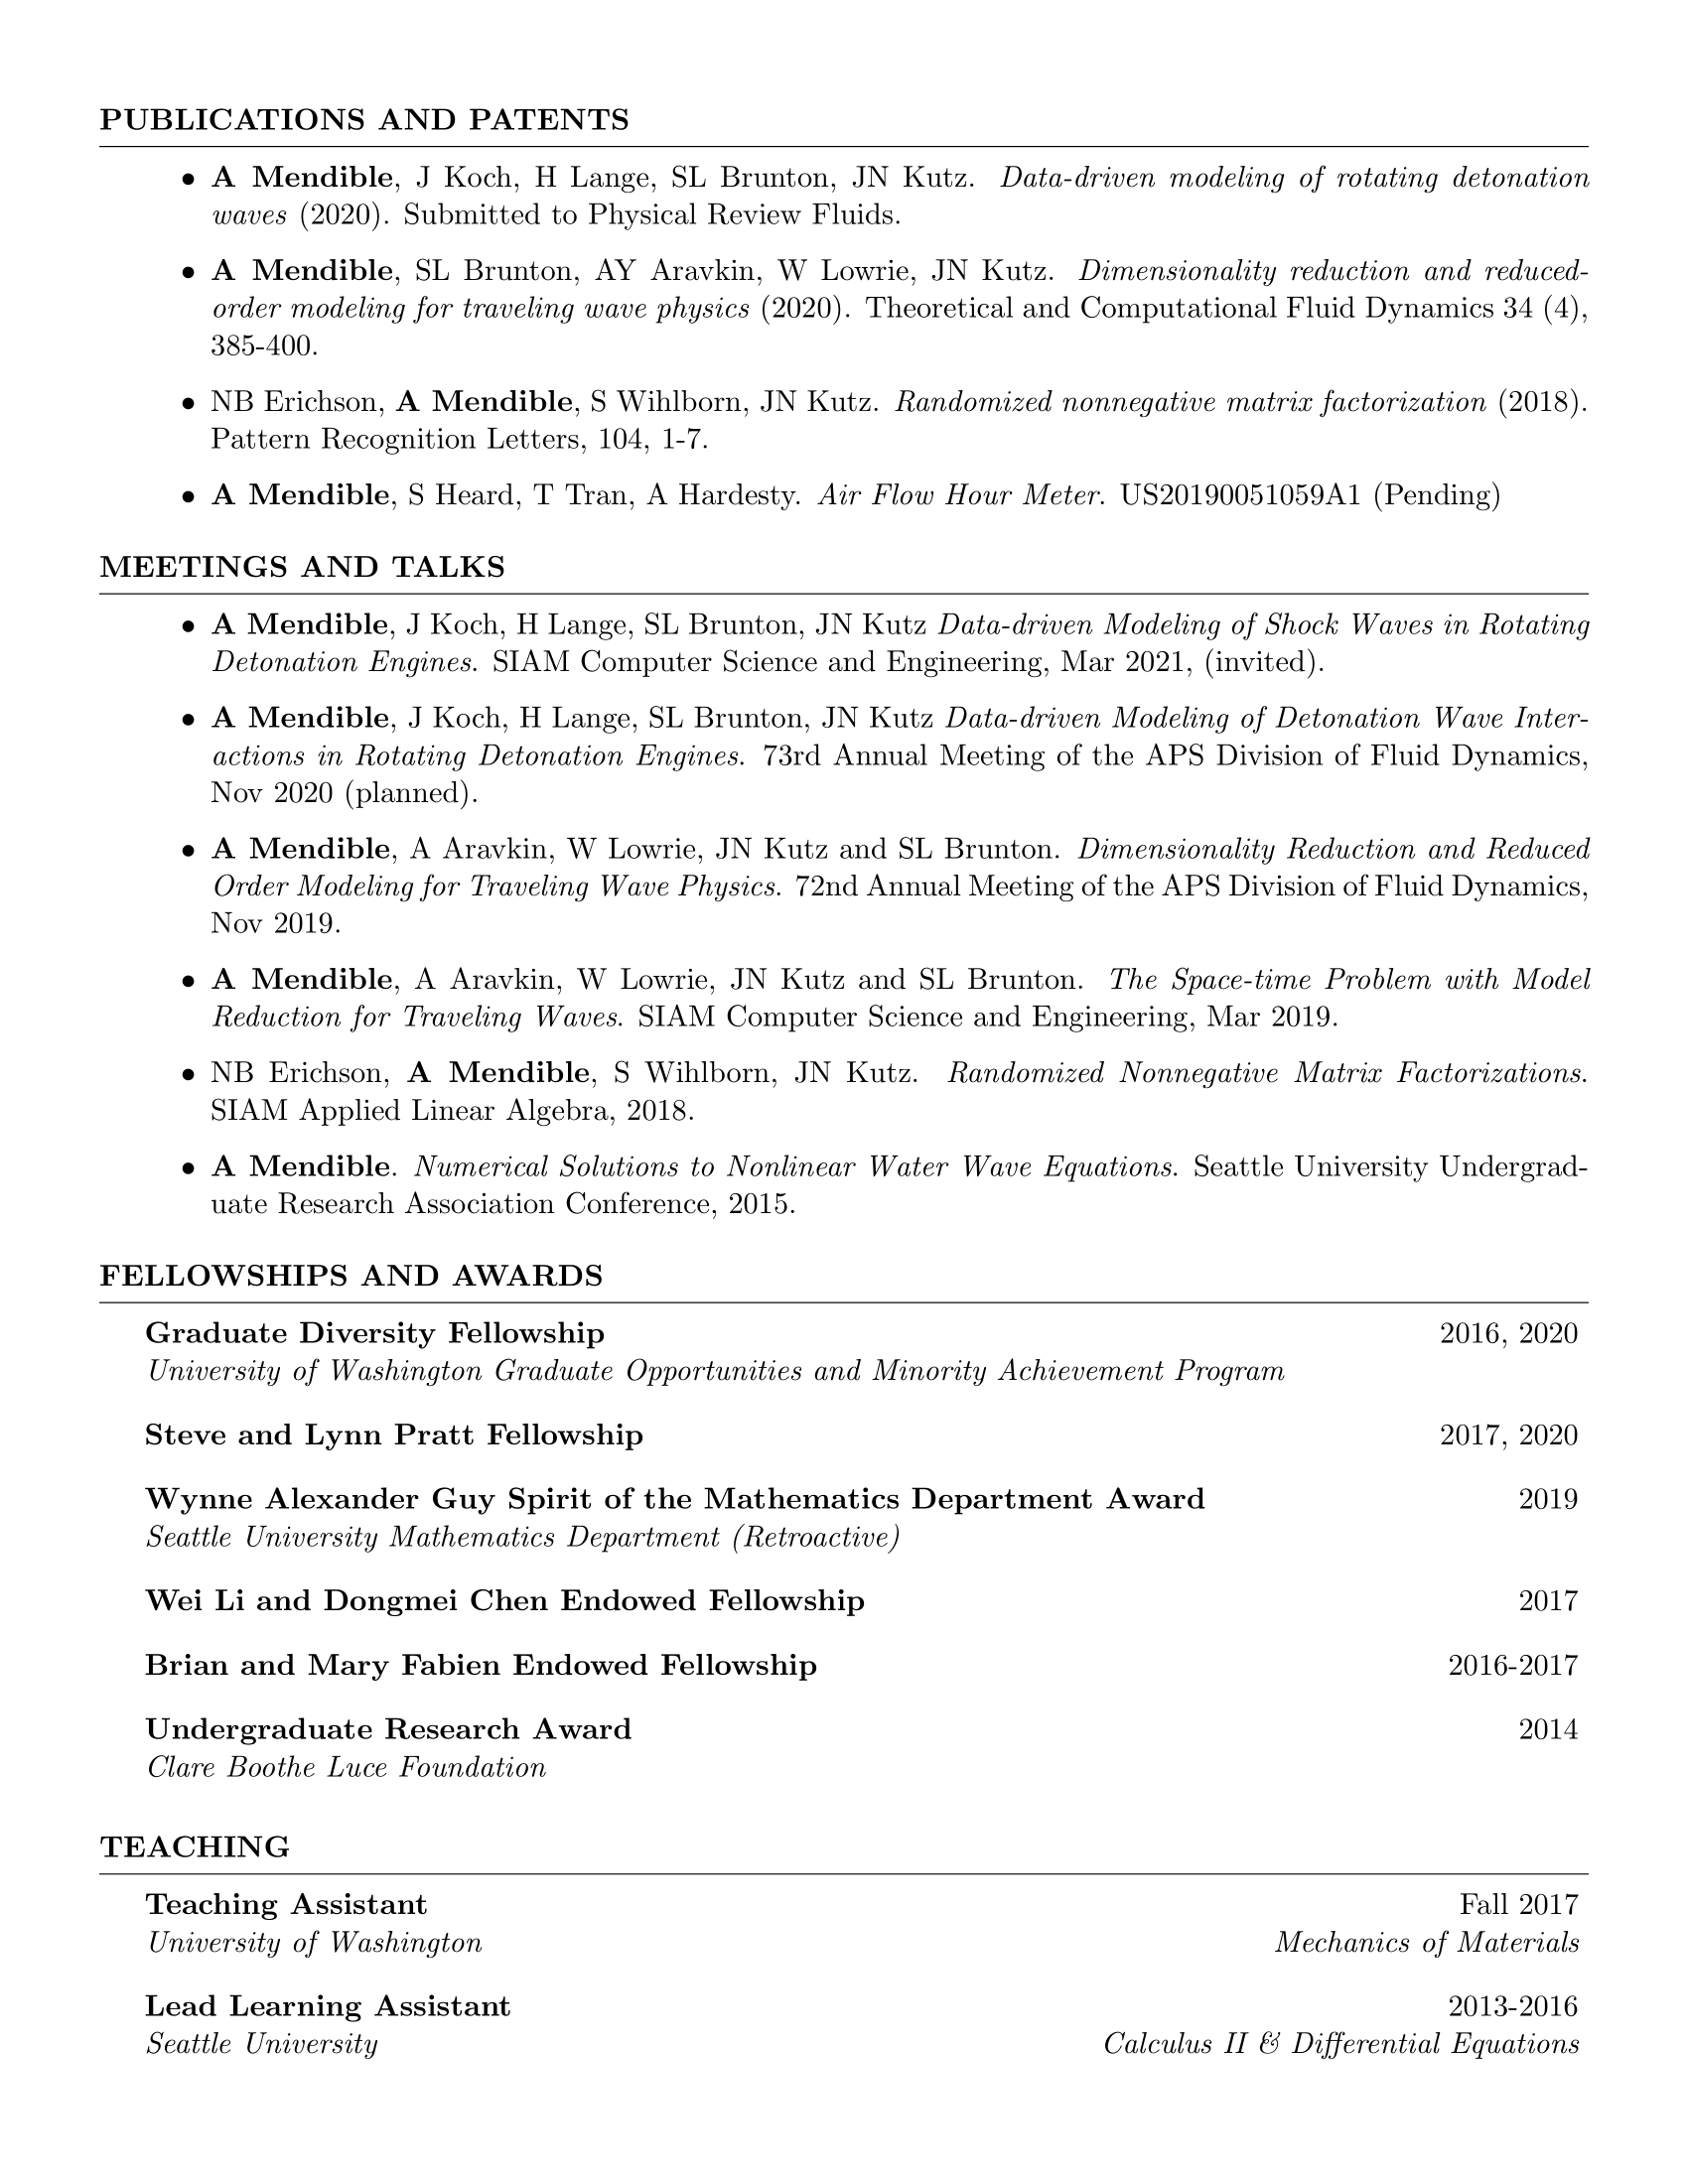 PUBLICATIONS AND PATENTS
• A Mendible, J Koch, H Lange, SL Brunton, JN Kutz. Data-driven modeling of rotating detonation
waves (2020). Submitted to Physical Review Fluids.
• A Mendible, SL Brunton, AY Aravkin, W Lowrie, JN Kutz. Dimensionality reduction and reduced-
order modeling for traveling wave physics (2020). Theoretical and Computational Fluid Dynamics 34 (4),
385-400.
• NB Erichson, A Mendible, S Wihlborn, JN Kutz. Randomized nonnegative matrix factorization (2018).
Pattern Recognition Letters, 104, 1-7.
• A Mendible, S Heard, T Tran, A Hardesty. Air Flow Hour Meter. US20190051059A1 (Pending)
MEETINGS AND TALKS
• A Mendible, J Koch, H Lange, SL Brunton, JN Kutz Data-driven Modeling of Shock Waves in Rotating
Detonation Engines. SIAM Computer Science and Engineering, Mar 2021, (invited).
• A Mendible, J Koch, H Lange, SL Brunton, JN Kutz Data-driven Modeling of Detonation Wave Inter-
actions in Rotating Detonation Engines. 73rd Annual Meeting of the APS Division of Fluid Dynamics,
Nov 2020 (planned).
• A Mendible, A Aravkin, W Lowrie, JN Kutz and SL Brunton. Dimensionality Reduction and Reduced
Order Modeling for Traveling Wave Physics. 72nd Annual Meeting of the APS Division of Fluid Dynamics,
Nov 2019.
• A Mendible, A Aravkin, W Lowrie, JN Kutz and SL Brunton. The Space-time Problem with Model
Reduction for Traveling Waves. SIAM Computer Science and Engineering, Mar 2019.
• NB Erichson, A Mendible, S Wihlborn, JN Kutz. Randomized Nonnegative Matrix Factorizations.
SIAM Applied Linear Algebra, 2018.
• A Mendible. Numerical Solutions to Nonlinear Water Wave Equations. Seattle University Undergrad-
uate Research Association Conference, 2015.
FELLOWSHIPS AND AWARDS
Graduate Diversity Fellowship 2016, 2020
University of Washington Graduate Opportunities and Minority Achievement Program
Steve and Lynn Pratt Fellowship 2017, 2020
Wynne Alexander Guy Spirit of the Mathematics Department Award 2019
Seattle University Mathematics Department (Retroactive)
Wei Li and Dongmei Chen Endowed Fellowship 2017
Brian and Mary Fabien Endowed Fellowship 2016-2017
Undergraduate Research Award 2014
Clare Boothe Luce Foundation
TEACHING
Teaching Assistant Fall 2017
University of Washington Mechanics of Materials
Lead Learning Assistant 2013-2016
Seattle University Calculus II & Differential Equations